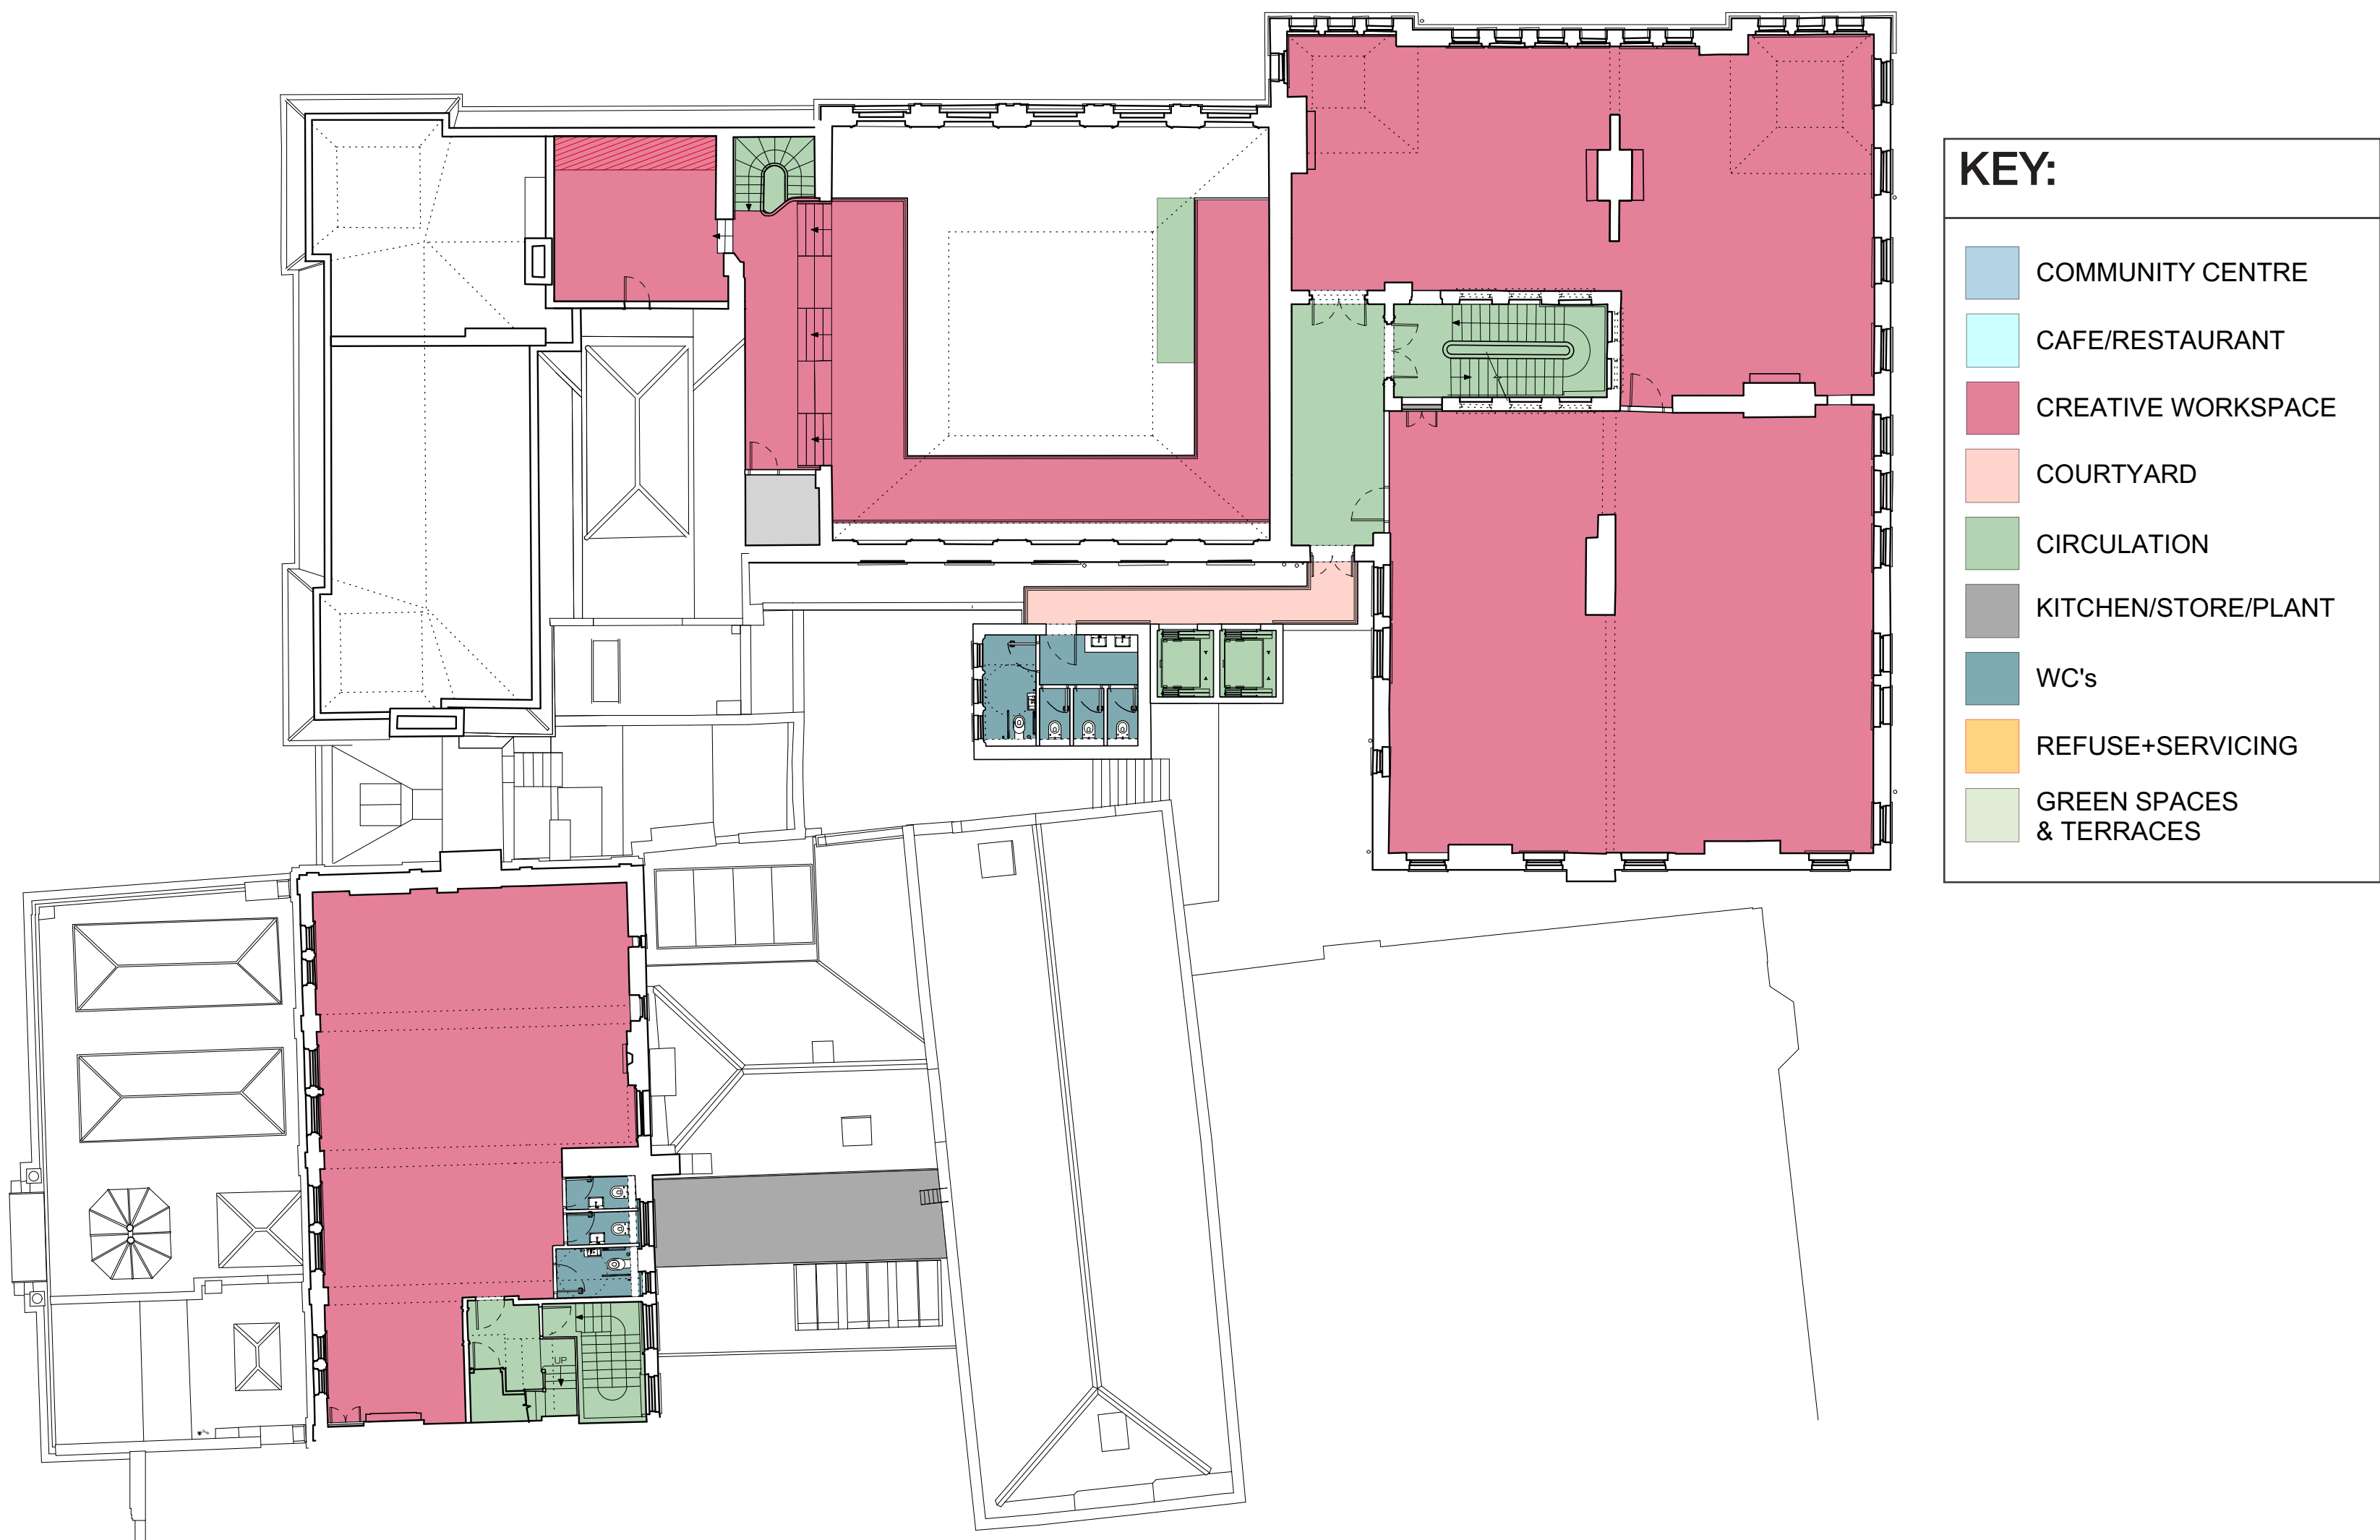 KEY:
COMMUNITY CENTRE
CAFE/RESTAURANT
CREATIVE WORKSPACE
COURTYARD
CIRCULATION
KITCHEN/STORE/PLANT
WC's
REFUSE+SERVICING
GREEN SPACES
& TERRACES
UP